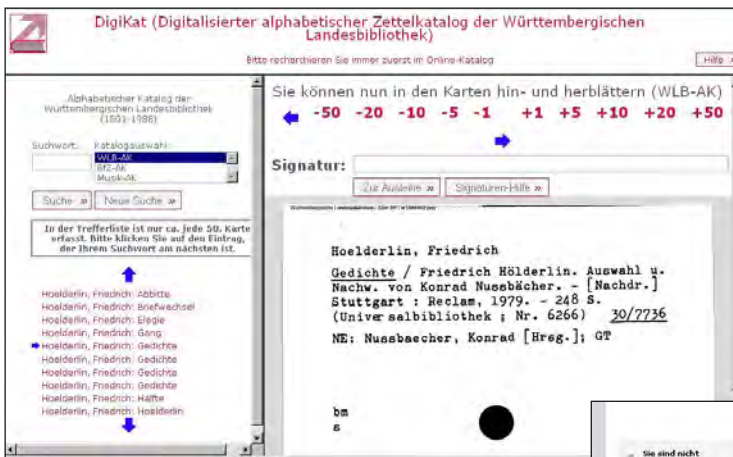 DigiKat (Digitalisierter alphabetischer Zettelkatalog der Württembergischen
Landesbibliothek)
Bitte recherchieren Sie immer zuerst im Online-Katalog
Hilfe »
Alphabetischer Katalog der
Württembergischen Landesbibliothek
(1801-1988)
Suchwort: Katalogauswahl:
WLB-AK
BfZ-AK
Musik-AK
Suche » Neue Suche »
In der Trefferliste ist nur ca. jede 50. Karte
erfasst. Bitte klicken Sie auf den Eintrag,
der Ihrem Suchwort am nächsten ist.
Hoelderlin, Friedrich: Abbitte
Hoelderlin, Friedrich: Briefwechsel
Hoelderlin, Friedrich: Elegie
Hoelderlin, Friedrich: Gang
Hoelderlin, Friedrich: Gedichte
Hoelderlin, Friedrich: Gedichte
Hoelderlin, Friedrich: Gedichte
Hoelderlin, Friedrich: Gedichte
Hoelderlin, Friedrich: Hälfte
Hoelderlin, Friedrich: Hoelderlin
Sie können nun in den Karten hin- und herblättern (WLB-AK)
-50 -20 -10 -5 -1 +1 +5 +10 +20 +50
Signatur:
Zur Ausleihe » Signaturen-Hilfe »
Hoelderlin, Friedrich
Gedichte / Friedrich Hölderlin. Auswahl u.
Nachw. von Konrad Nussbächer. - [Nachdr.]
Stuttgart : Reclam, 1979. - 248 S.
(Universalbibliothek ; Nr. 6266) 30/7736
NE: Nussbaecher, Konrad [Hrsg.]; GT
bm
s
Sie sind nicht